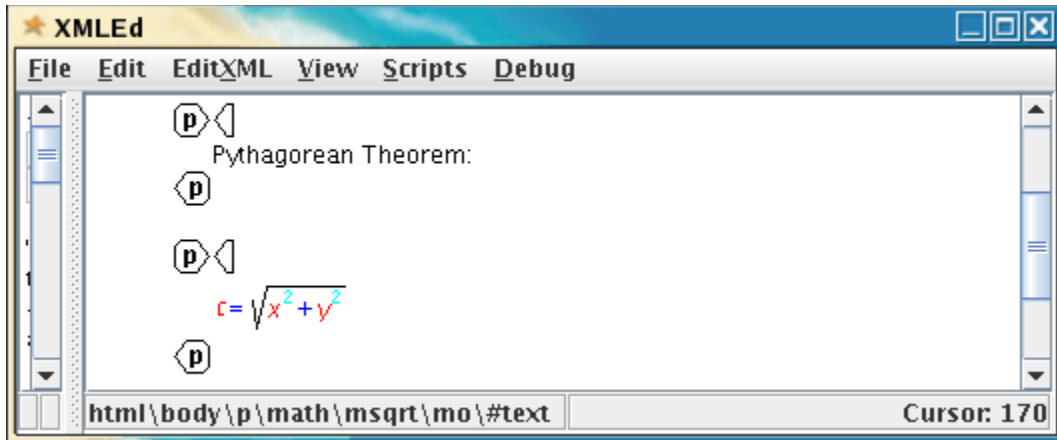 XMLEd
File Edit EditXML View Scripts Debug
p
Pythagorean Theorem:
p
p
c = √x² + y²
p
html\body\p\math\msqrt\mo\#text Cursor: 170